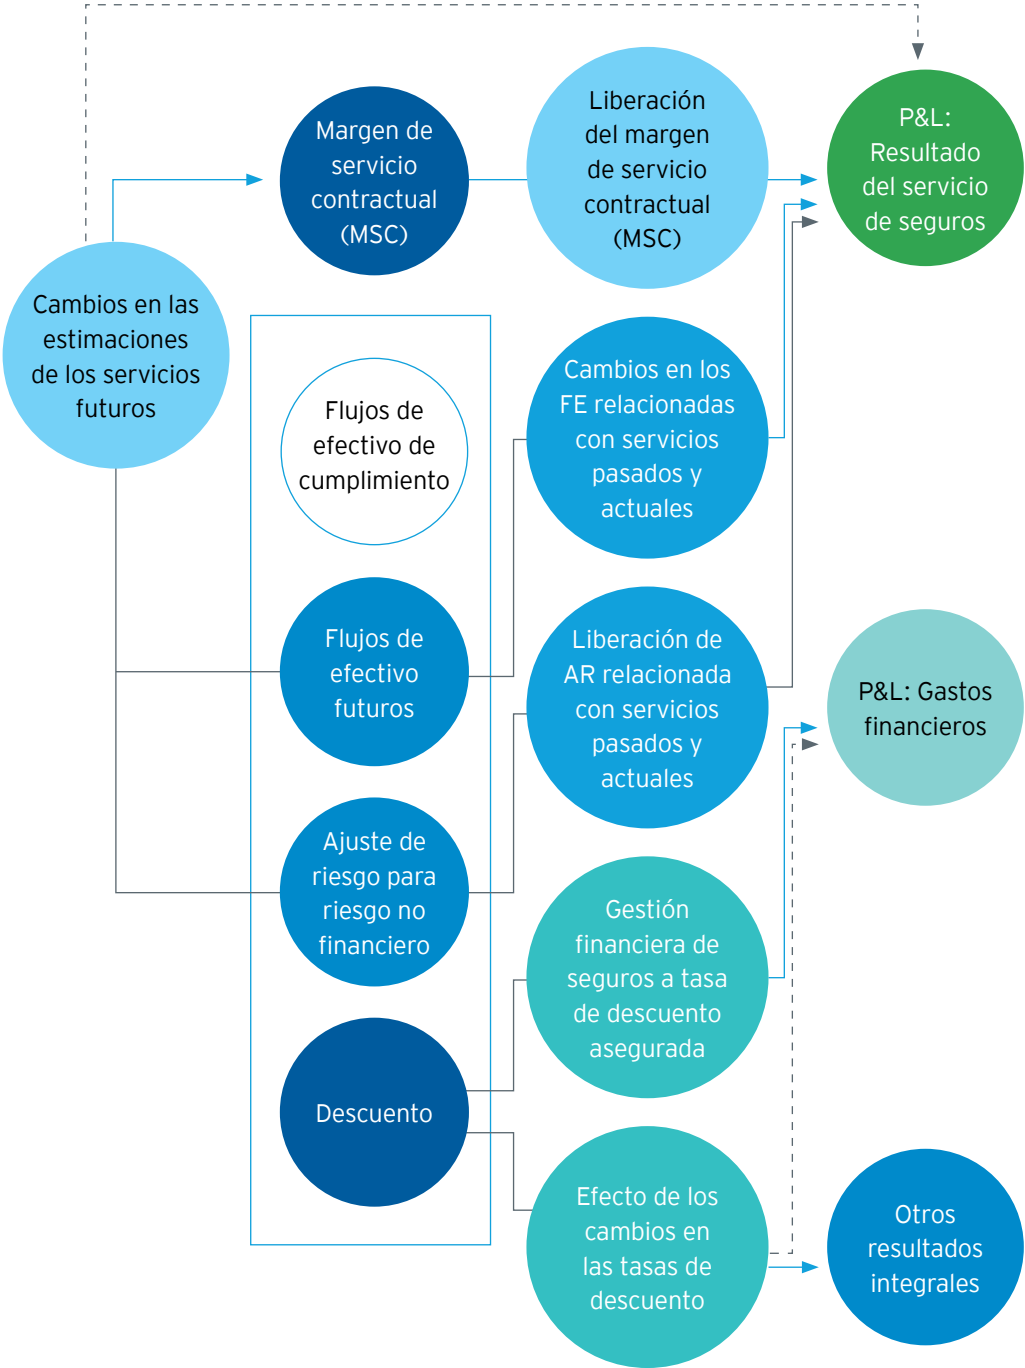 Cambios en las
estimaciones
de los servicios
futuros
Margen de
servicio
contractual
(MSC)
Liberación
del margen
de servicio
contractual
(MSC)
P&L:
Resultado
del servicio
de seguros
Flujos de
efectivo de
cumplimiento
Cambios en los
FE relacionadas
con servicios
pasados y
actuales
Flujos de
efectivo
futuros
Liberación de
AR relacionada
con servicios
pasados y
actuales
P&L: Gastos
financieros
Ajuste de
riesgo para
riesgo no
financiero
Gestión
financiera de
seguros a tasa
de descuento
asegurada
Descuento
Efecto de los
cambios en
las tasas de
descuento
Otros
resultados
integrales